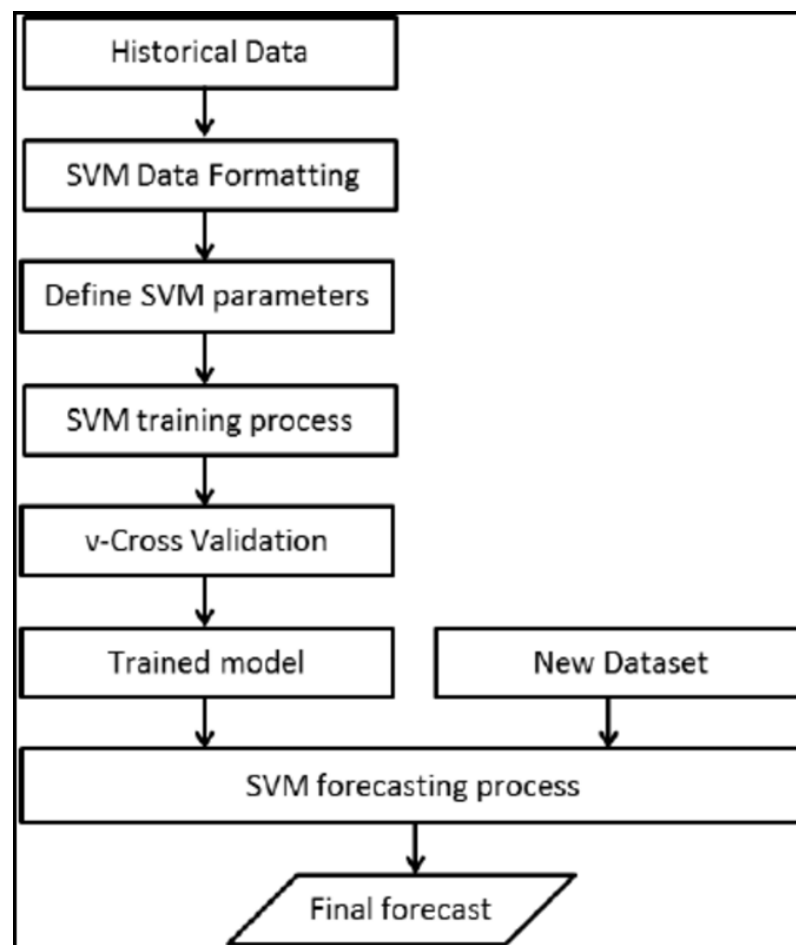 Historical Data
SVM Data Formatting
Define SVM parameters
SVM training process
v-Cross Validation
Trained model
New Dataset
SVM forecasting process
Final forecast